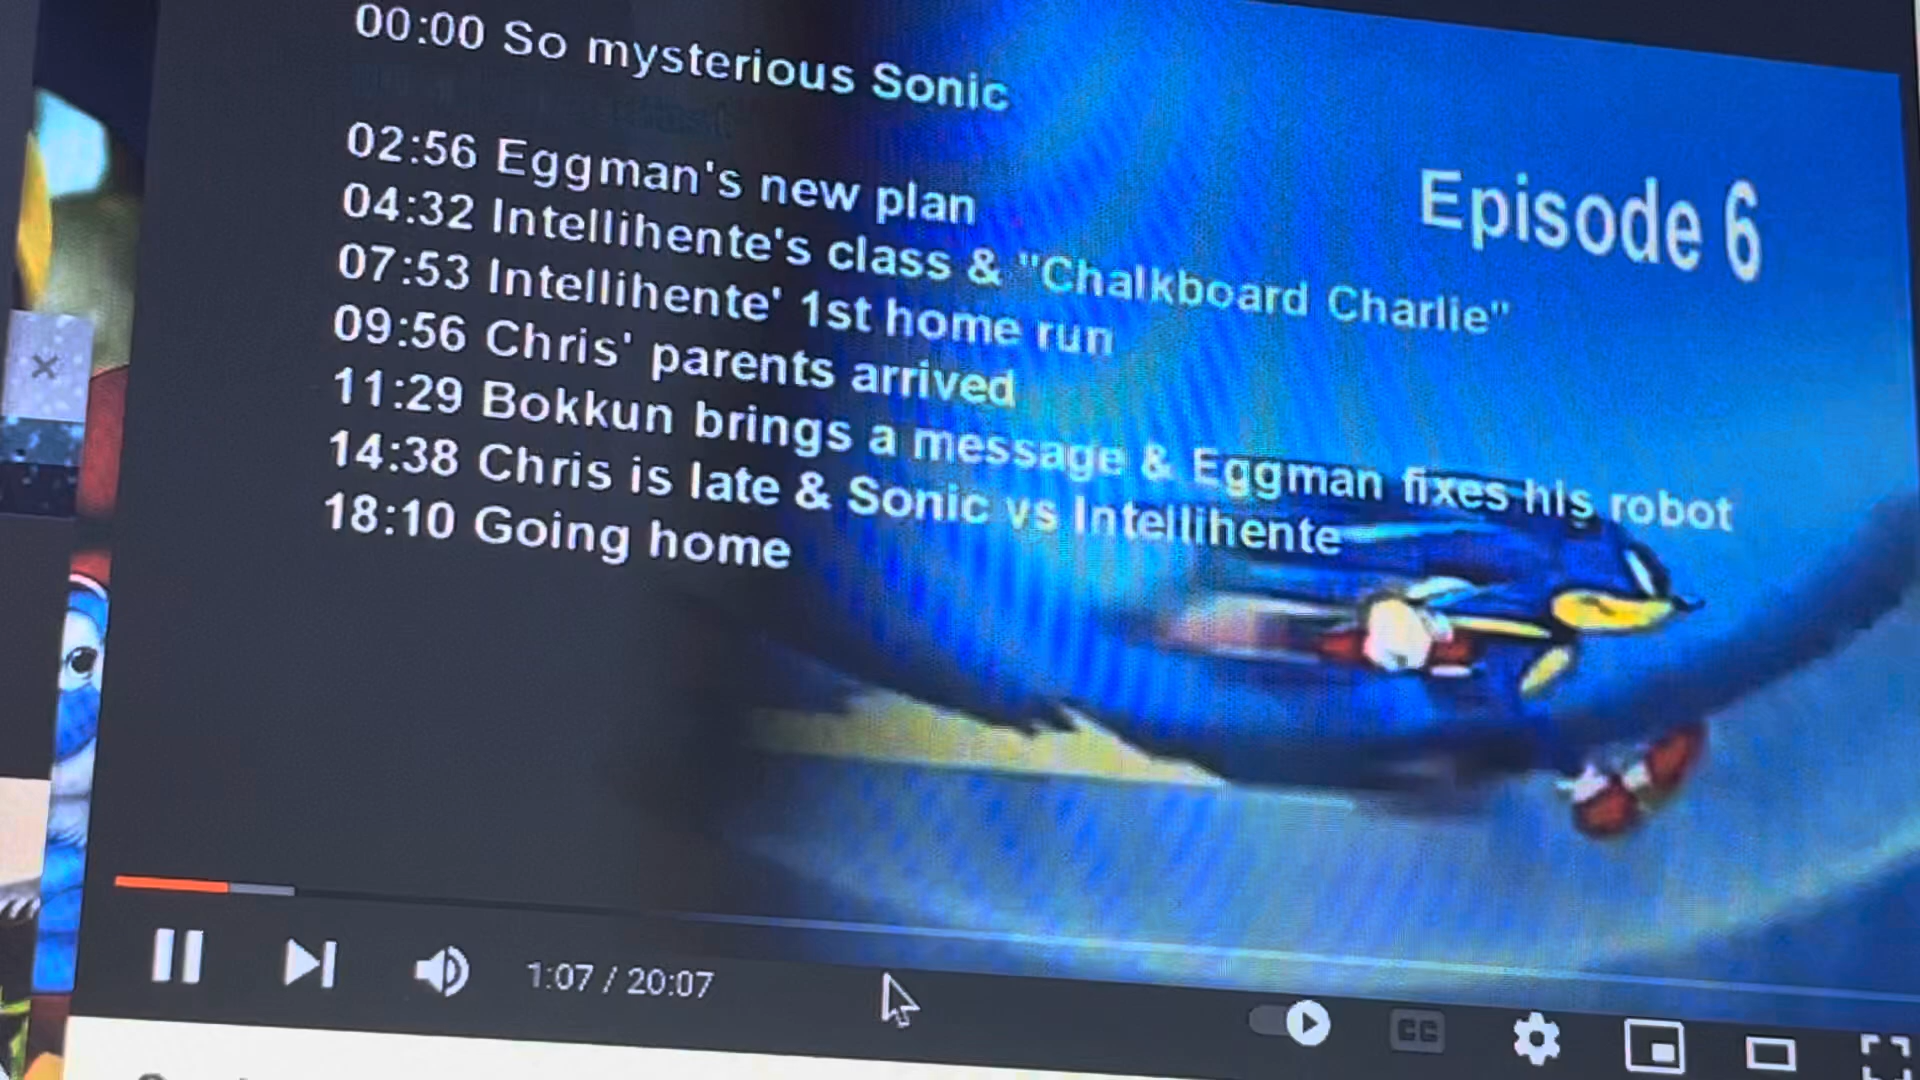 00:00 So mysterious Sonic
02:56 Eggman's new plan
04:32 Intellihente's class & "Chalkboard Charlie"
07:53 Intellihente' 1st home run
09:56 Chris' parents arrived
11:29 Bokkun brings a message & Eggman fixes his robot
14:38 Chris is late & Sonic vs Intellihente
18:10 Going home
Episode 6
1:07 / 20:07
CC